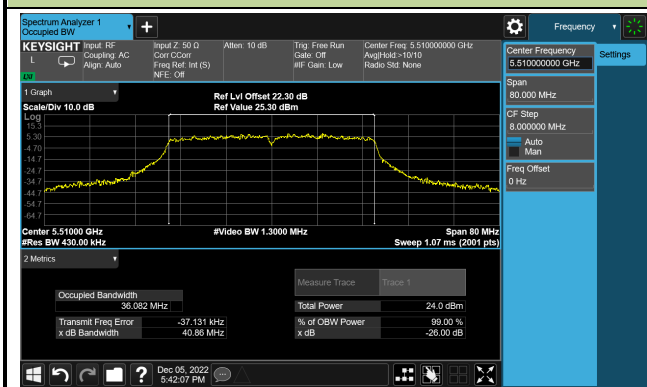 Spectrum Analyzer 1
Occupied BW
Frequency
KEYSIGHT
L
Input: RF
Coupling: AC
Align: Auto
Input Z: 50 Ω
Corr CCorr
Freq Ref: Int (S)
NFE: Off
Atten: 10 dB
Trig: Free Run
Gate: Off
#IF Gain: Low
Center Freq: 5.510000000 GHz
Avg|Hold:>10/10
Radio Std: None
Center Frequency
5.510000000 GHz
Settings
Span
80.000 MHz
CF Step
8.000000 MHz
Auto
Man
Freq Offset
0 Hz
1 Graph
Scale/Div 10.0 dB
Ref Lvl Offset 22.30 dB
Ref Value 25.30 dBm
Log
15.3
5.30
-4.70
-14.7
-24.7
-34.7
-44.7
-54.7
-64.7
Center 5.51000 GHz
#Res BW 430.00 kHz
#Video BW 1.3000 MHz
Span 80 MHz
Sweep 1.07 ms (2001 pts)
2 Metrics
Measure Trace
Trace 1
Occupied Bandwidth
36.082 MHz
Total Power 24.0 dBm
Transmit Freq Error -37.131 kHz
% of OBW Power 99.00 %
x dB Bandwidth 40.86 MHz
x dB -26.00 dB
?
Dec 05, 2022
5:42:07 PM